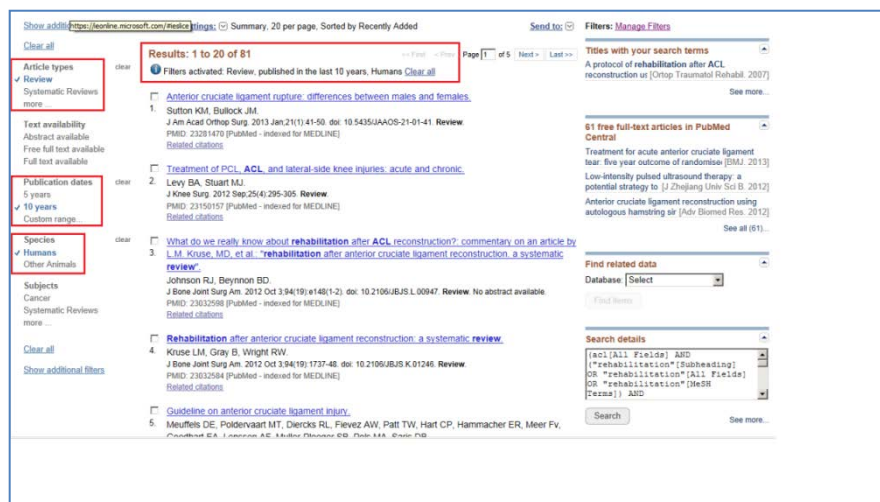 Show additi
https://ieonline.microsoft.com/#ieslice
ttings: Summary, 20 per page, Sorted by Recently Added
Send to:
Filters: Manage Filters
Clear all
Article types
clear
Review
Systematic Reviews
more ...
Text availability
Abstract available
Free full text available
Full text available
Publication dates
clear
5 years
10 years
Custom range...
Species
clear
Humans
Other Animals
Subjects
Cancer
Systematic Reviews
more ...
Clear all
Show additional filters
Results: 1 to 20 of 81
<< First < Prev Page 1 of 5 Next > Last >>
Filters activated: Review, published in the last 10 years, Humans Clear all
Anterior cruciate ligament rupture: differences between males and females.
1. Sutton KM, Bullock JM.
J Am Acad Orthop Surg. 2013 Jan;21(1):41-50. doi: 10.5435/JAAOS-21-01-41. Review.
PMID: 23281470 [PubMed - indexed for MEDLINE]
Related citations
Treatment of PCL, ACL, and lateral-side knee injuries: acute and chronic.
2. Levy BA, Stuart MJ.
J Knee Surg. 2012 Sep;25(4):295-305. Review.
PMID: 23150157 [PubMed - indexed for MEDLINE]
Related citations
What do we really know about rehabilitation after ACL reconstruction?: commentary on an article by
3. L.M. Kruse, MD, et al.: "rehabilitation after anterior cruciate ligament reconstruction. a systematic
review".
Johnson RJ, Beynnon BD.
J Bone Joint Surg Am. 2012 Oct 3;94(19):e148(1-2). doi: 10.2106/JBJS.L.00947. Review. No abstract available.
PMID: 23032598 [PubMed - indexed for MEDLINE]
Related citations
Rehabilitation after anterior cruciate ligament reconstruction: a systematic review.
4. Kruse LM, Gray B, Wright RW.
J Bone Joint Surg Am. 2012 Oct 3;94(19):1737-48. doi: 10.2106/JBJS.K.01246. Review.
PMID: 23032584 [PubMed - indexed for MEDLINE]
Related citations
Guideline on anterior cruciate ligament injury.
5. Meuffels DE, Poldervaart MT, Diercks RL, Fievez AW, Patt TW, Hart CP, Hammacher ER, Meer Fv,
Titles with your search terms
A protocol of rehabilitation after ACL
reconstruction us [Ortop Traumatol Rehabil. 2007]
See more...
61 free full-text articles in PubMed
Central
Treatment for acute anterior cruciate ligament
tear: five year outcome of randomise [BMJ. 2013]
Low-intensity pulsed ultrasound therapy: a
potential strategy to [J Zhejiang Univ Sci B. 2012]
Anterior cruciate ligament reconstruction using
autologous hamstring sir [Adv Biomed Res. 2012]
See all (61)...
Find related data
Database: Select
Find items
Search details
(acl[All Fields] AND
("rehabilitation"[Subheading]
OR "rehabilitation"[All Fields]
OR "rehabilitation"[MeSH
Terms]) AND
Search
See more...